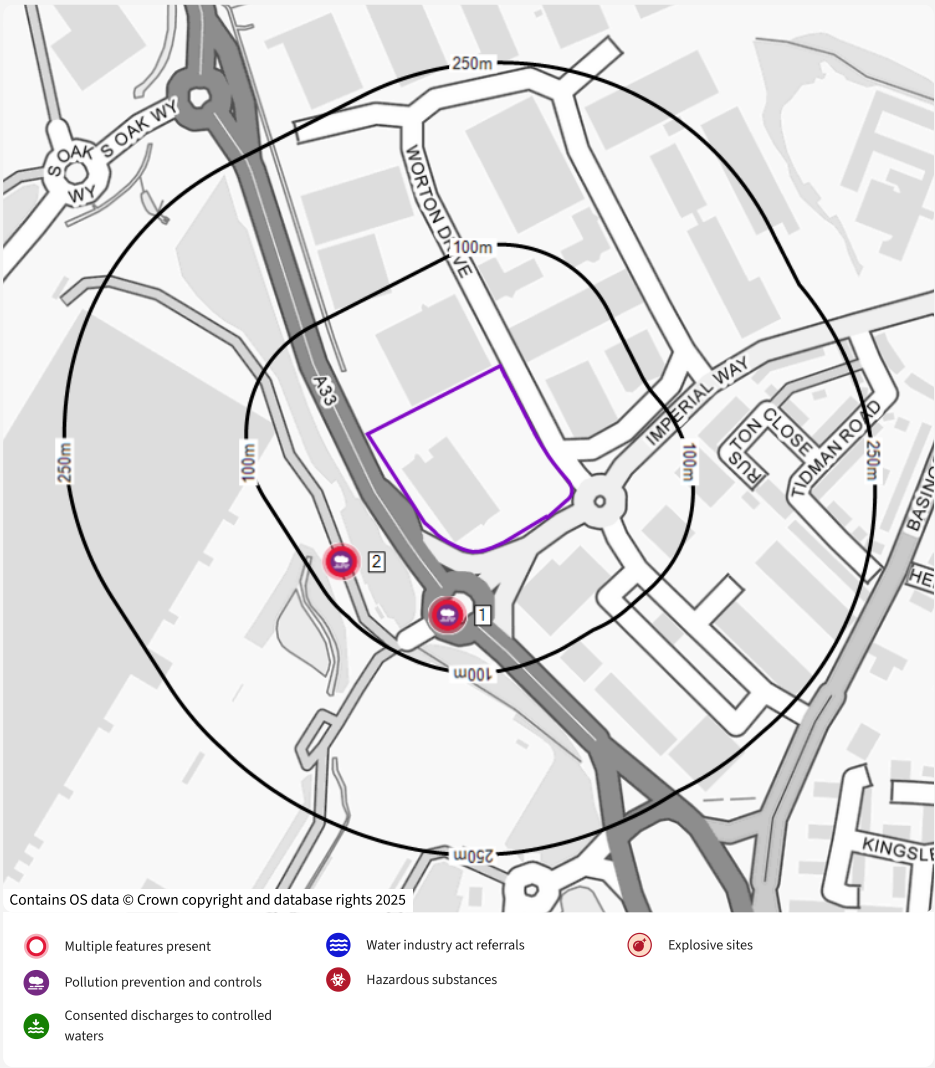 250m
S OAK WY
S OAK
WY
WORTON DRIVE
100m
A33
IMPERIAL WAY
RUSTON
CLOSE
TIDMAN ROAD
250m
100m
100m
250m
BASING
HE
2
1
100m
KINGSLE
250m
Contains OS data © Crown copyright and database rights 2025
Multiple features present
Water industry act referrals
Explosive sites
Pollution prevention and controls
Hazardous substances
Consented discharges to controlled
waters